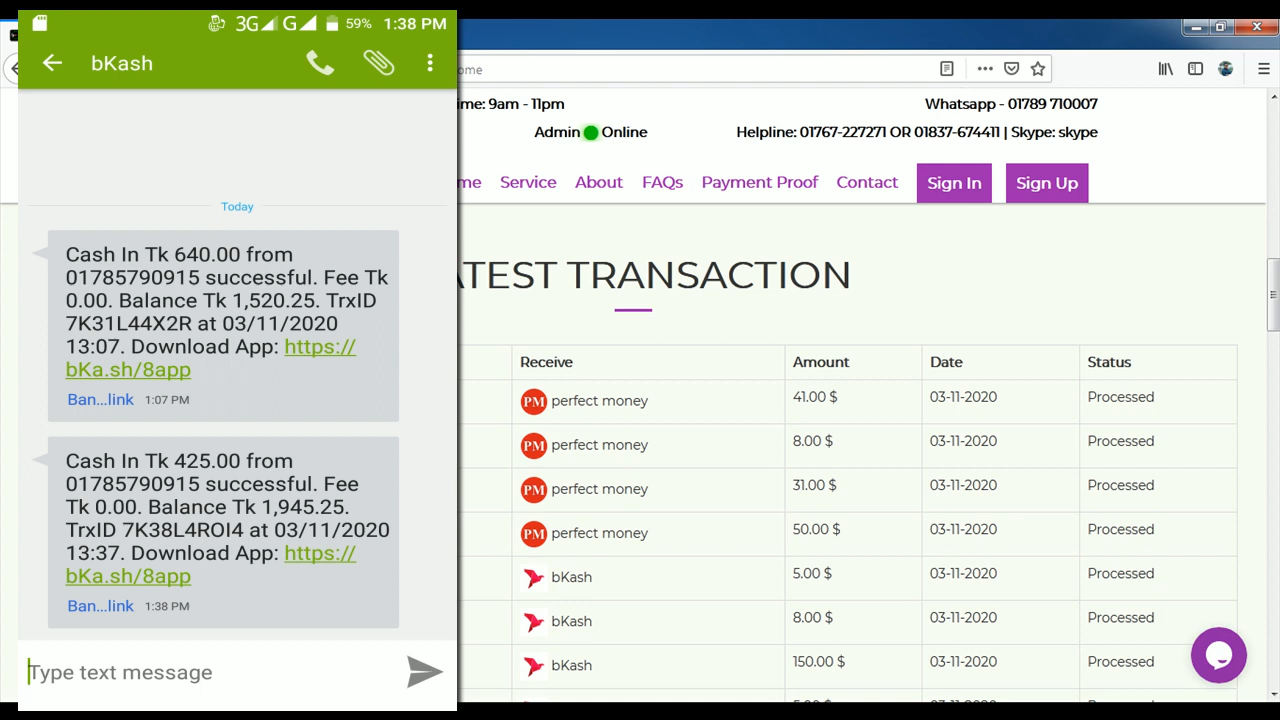 3G G 59% 1:38 PM
bKash
Today
Cash In Tk 640.00 from
01785790915 successful. Fee Tk
0.00. Balance Tk 1,520.25. TrxID
7K31L44X2R at 03/11/2020
13:07. Download App: https://
bKa.sh/8app
Ban...link 1:07 PM
Cash In Tk 425.00 from
01785790915 successful. Fee
Tk 0.00. Balance Tk 1,945.25.
TrxID 7K38L4ROI4 at 03/11/2020
13:37. Download App: https://
bKa.sh/8app
Ban...link 1:38 PM
Type text message
ome
ime: 9am - 11pm Whatsapp - 01789 710007
Admin Online Helpline: 01767-227271 OR 01837-674411 | Skype: skype
me Service About FAQs Payment Proof Contact Sign In Sign Up
ATEST TRANSACTION
Receive Amount Date Status
PM perfect money 41.00 $ 03-11-2020 Processed
PM perfect money 8.00 $ 03-11-2020 Processed
PM perfect money 31.00 $ 03-11-2020 Processed
PM perfect money 50.00 $ 03-11-2020 Processed
bKash 5.00 $ 03-11-2020 Processed
bKash 8.00 $ 03-11-2020 Processed
bKash 150.00 $ 03-11-2020 Processed